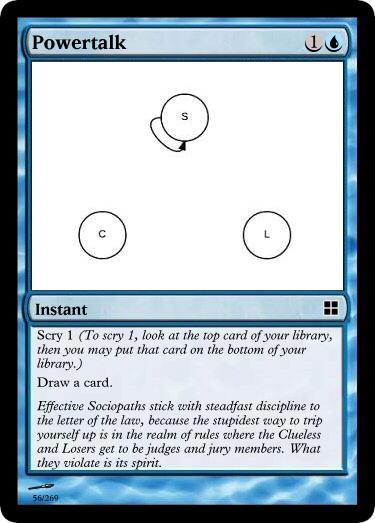 Powertalk 1
S
C L
Instant
Scry 1 (To scry 1, look at the top card of your library,
then you may put that card on the bottom of your
library.)
Draw a card.
Effective Sociopaths stick with steadfast discipline to
the letter of the law, because the stupidest way to trip
yourself up is in the realm of rules where the Clueless
and Losers get to be judges and jury members. What
they violate is its spirit.
56/269